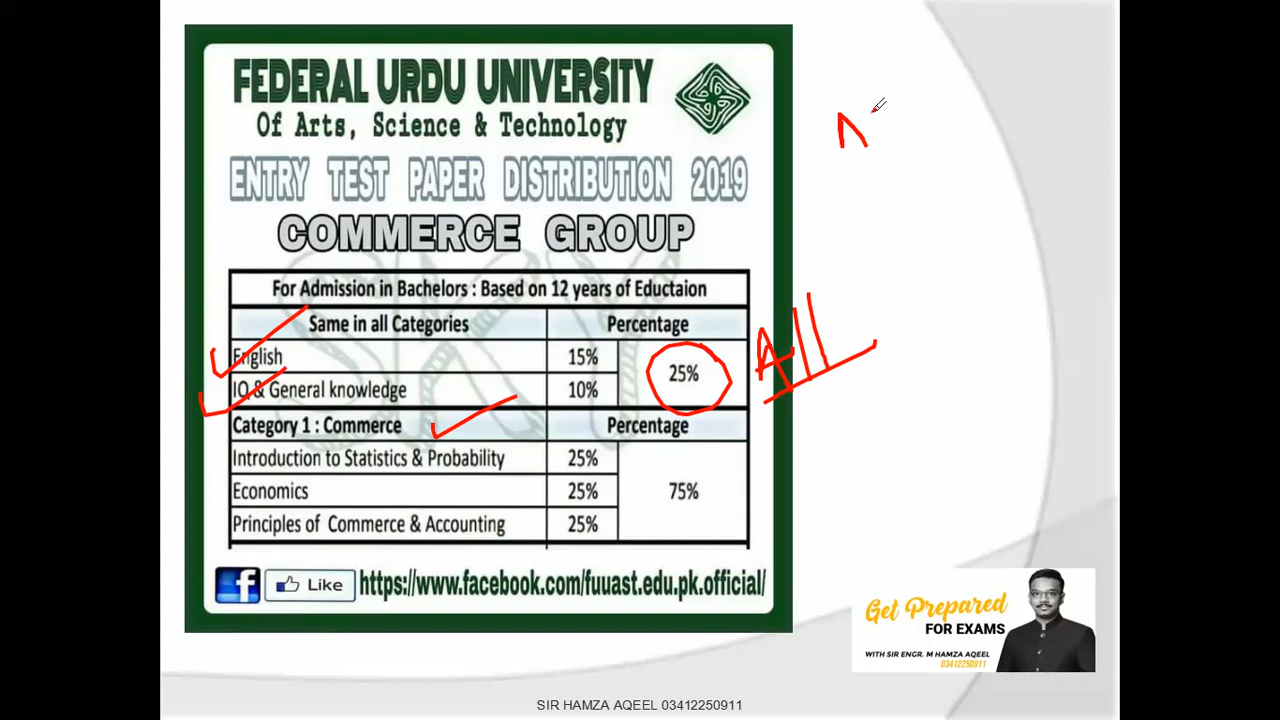 FEDERAL URDU UNIVERSITY
Of Arts, Science & Technology
ENTRY TEST PAPER DISTRIBUTION 2019
COMMERCE GROUP
For Admission in Bachelors : Based on 12 years of Eductaion
Same in all Categories Percentage
English 15% 25%
IQ & General knowledge 10%
All
Category 1 : Commerce Percentage
Introduction to Statistics & Probability 25%
Economics 25% 75%
Principles of Commerce & Accounting 25%
f Like https://www.facebook.com/fuuast.edu.pk.official/
Get Prepared
FOR EXAMS
WITH SIR ENGR. M HAMZA AQEEL
03412250911
SIR HAMZA AQEEL 03412250911